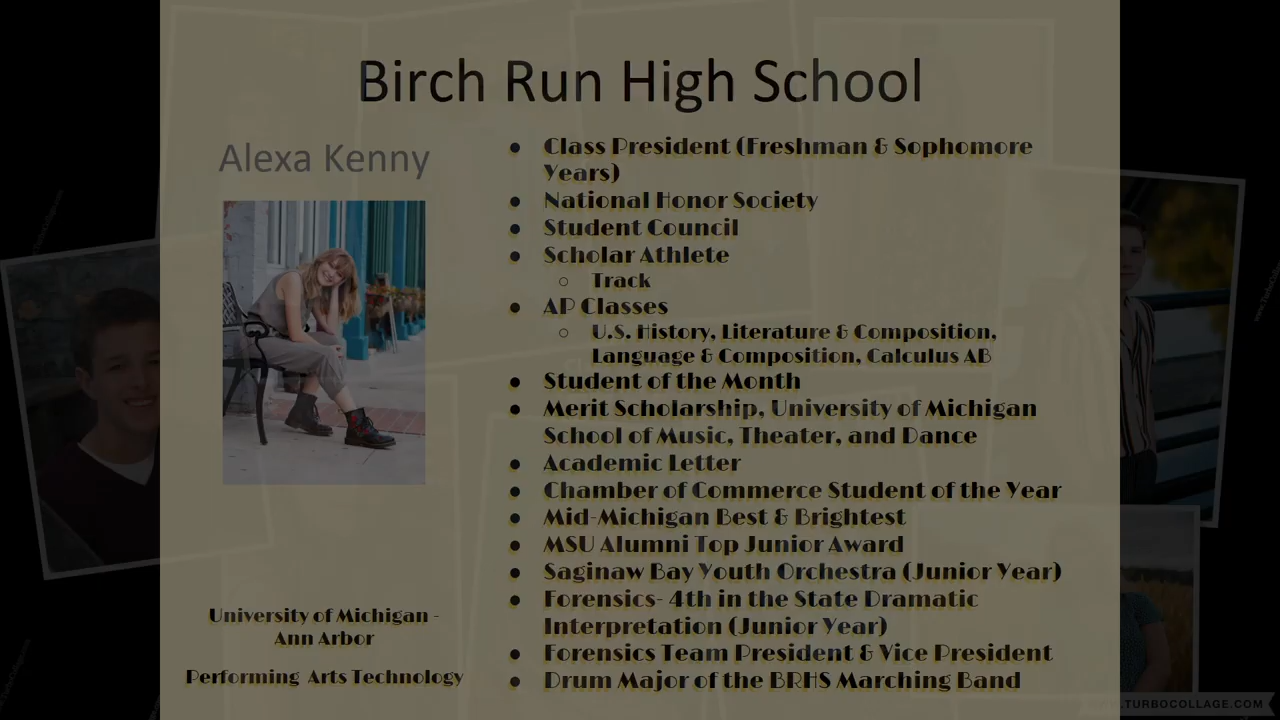 Birch Run High School
Alexa Kenny
● Class President (Freshman & Sophomore
Years)
● National Honor Society
● Student Council
● Scholar Athlete
○ Track
● AP Classes
○ U.S. History, Literature & Composition,
Language & Composition, Calculus AB
● Student of the Month
● Merit Scholarship, University of Michigan
School of Music, Theater, and Dance
● Academic Letter
● Chamber of Commerce Student of the Year
● Mid-Michigan Best & Brightest
● MSU Alumni Top Junior Award
● Saginaw Bay Youth Orchestra (Junior Year)
● Forensics- 4th in the State Dramatic
Interpretation (Junior Year)
● Forensics Team President & Vice President
● Drum Major of the BRHS Marching Band
University of Michigan -
Ann Arbor
Performing Arts Technology
.TURBOCOLLAGE.COM